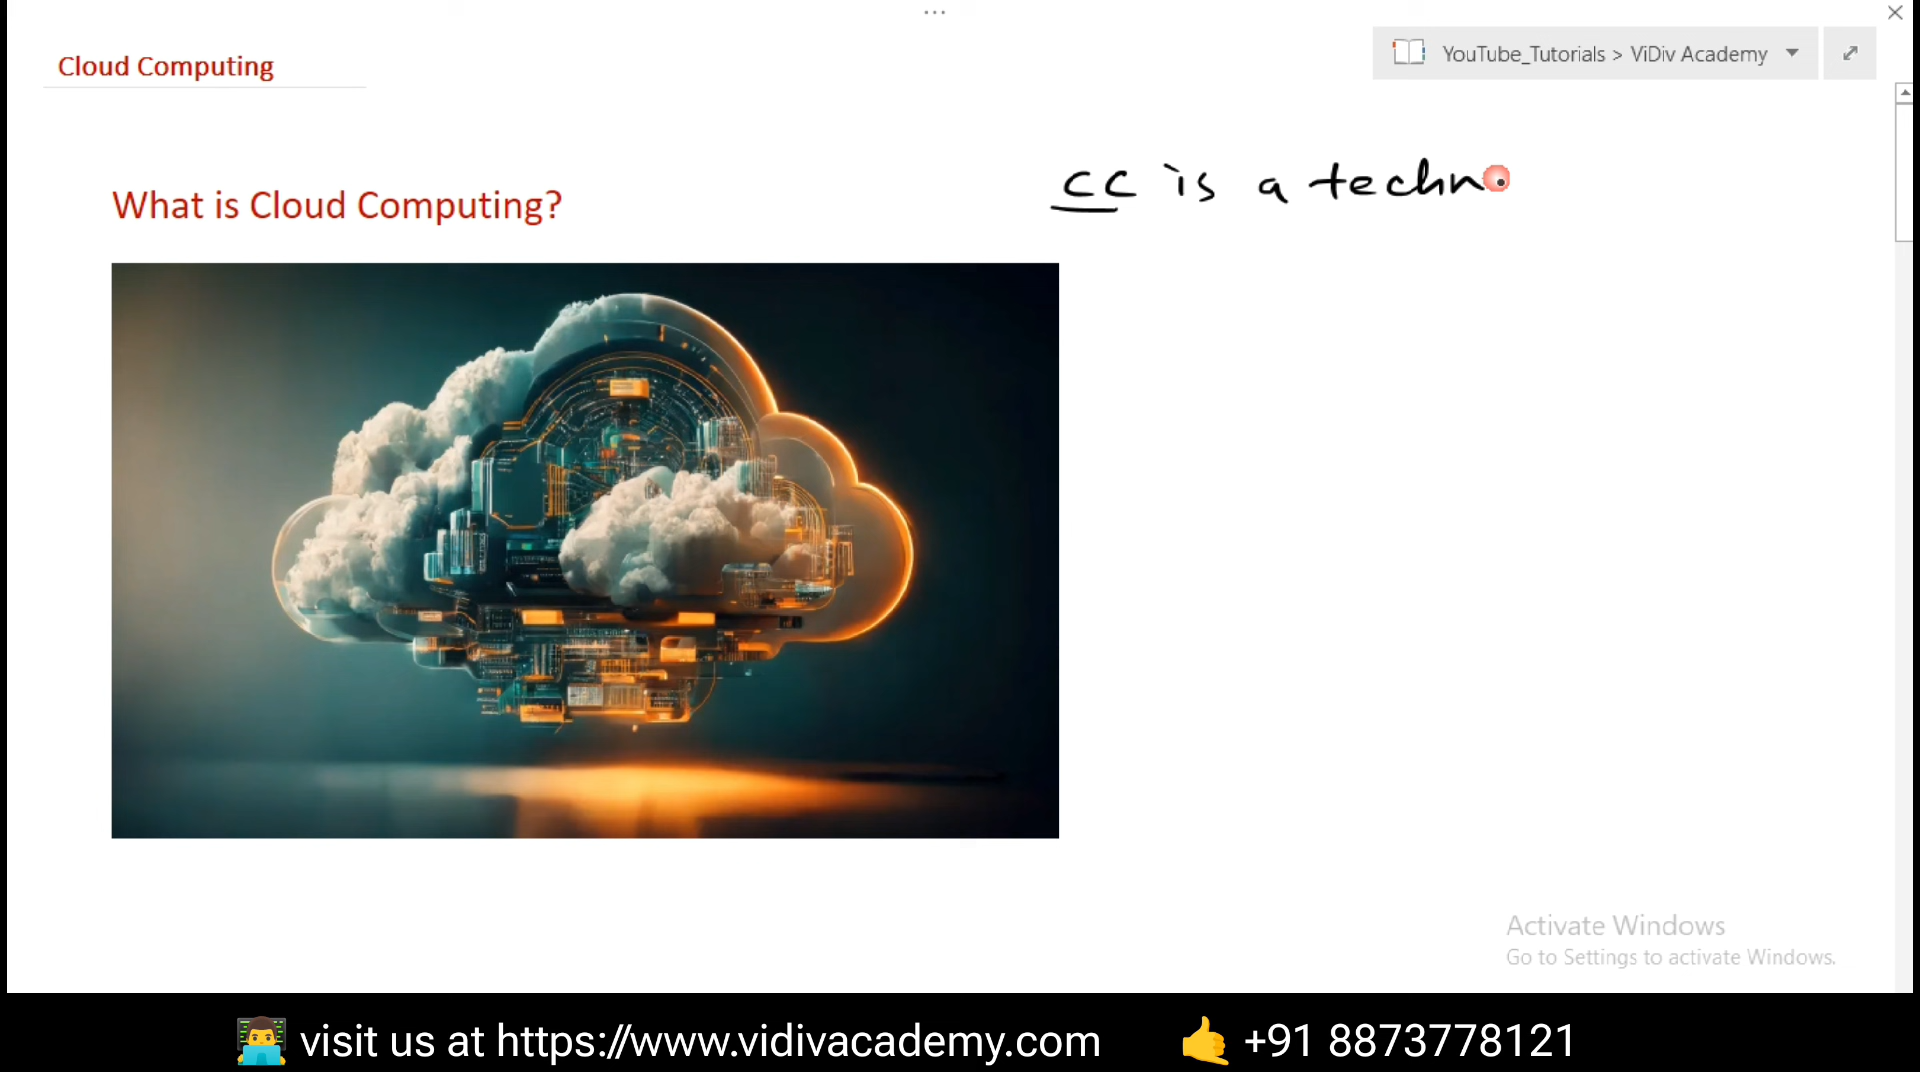 Cloud Computing
YouTube_Tutorials > ViDiv Academy
CC is a techn
What is Cloud Computing?
Activate Windows
Go to Settings to activate Windows.
visit us at https://www.vidivacademy.com
+91 8873778121